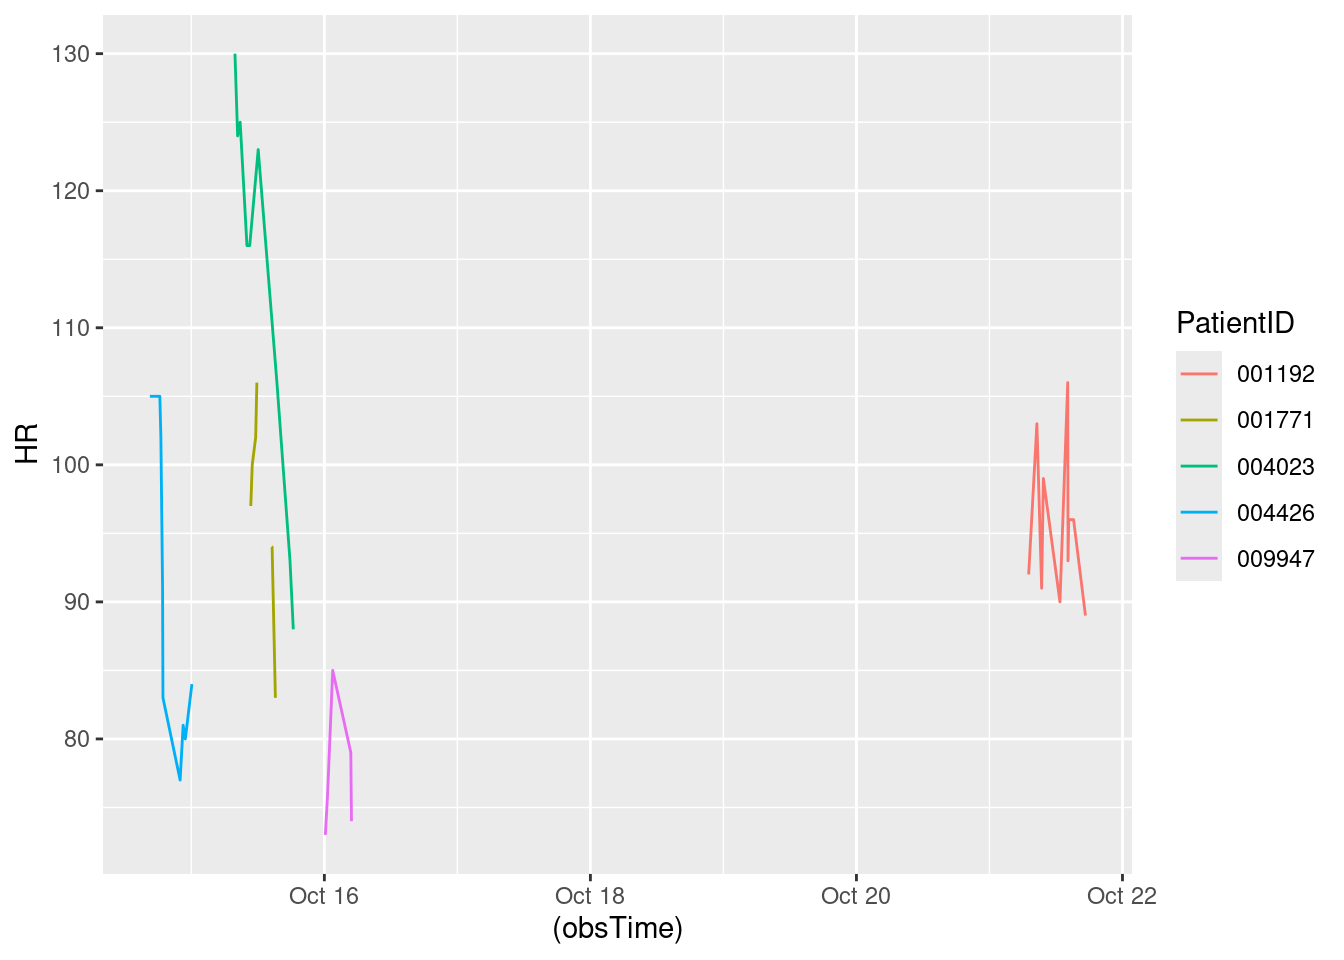 130
120
110
100
90
80
HR
Oct 16
Oct 18
Oct 20
Oct 22
(obsTime)
PatientID
001192
001771
004023
004426
009947